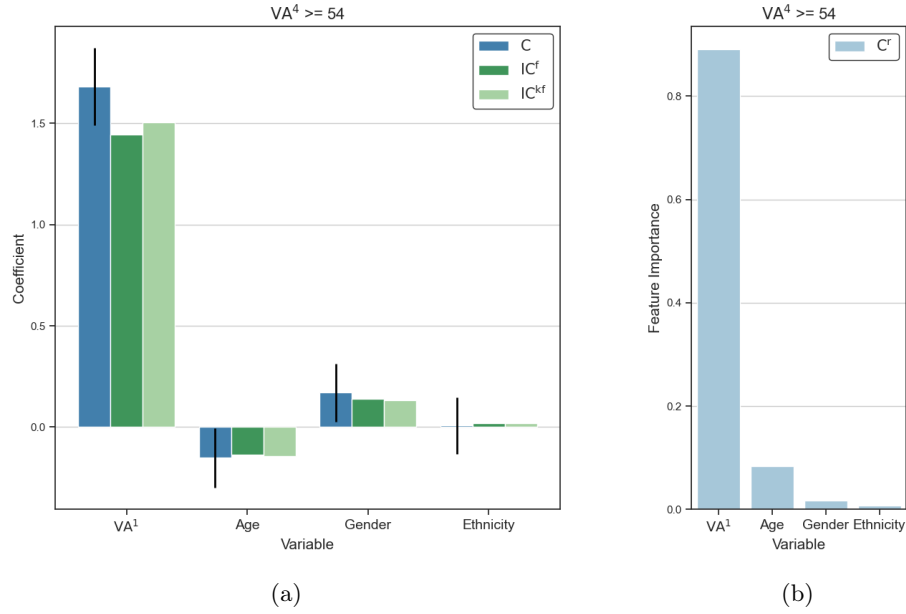 VA⁴ >= 54
C
ICᶠ
ICᵏᶠ
1.5
1.0
0.5
0.0
Coefficient
VA¹ Age Gender Ethnicity
Variable
(a)
VA⁴ >= 54
Cʳ
0.8
0.6
0.4
0.2
0.0
Feature Importance
VA¹ Age Gender Ethnicity
Variable
(b)